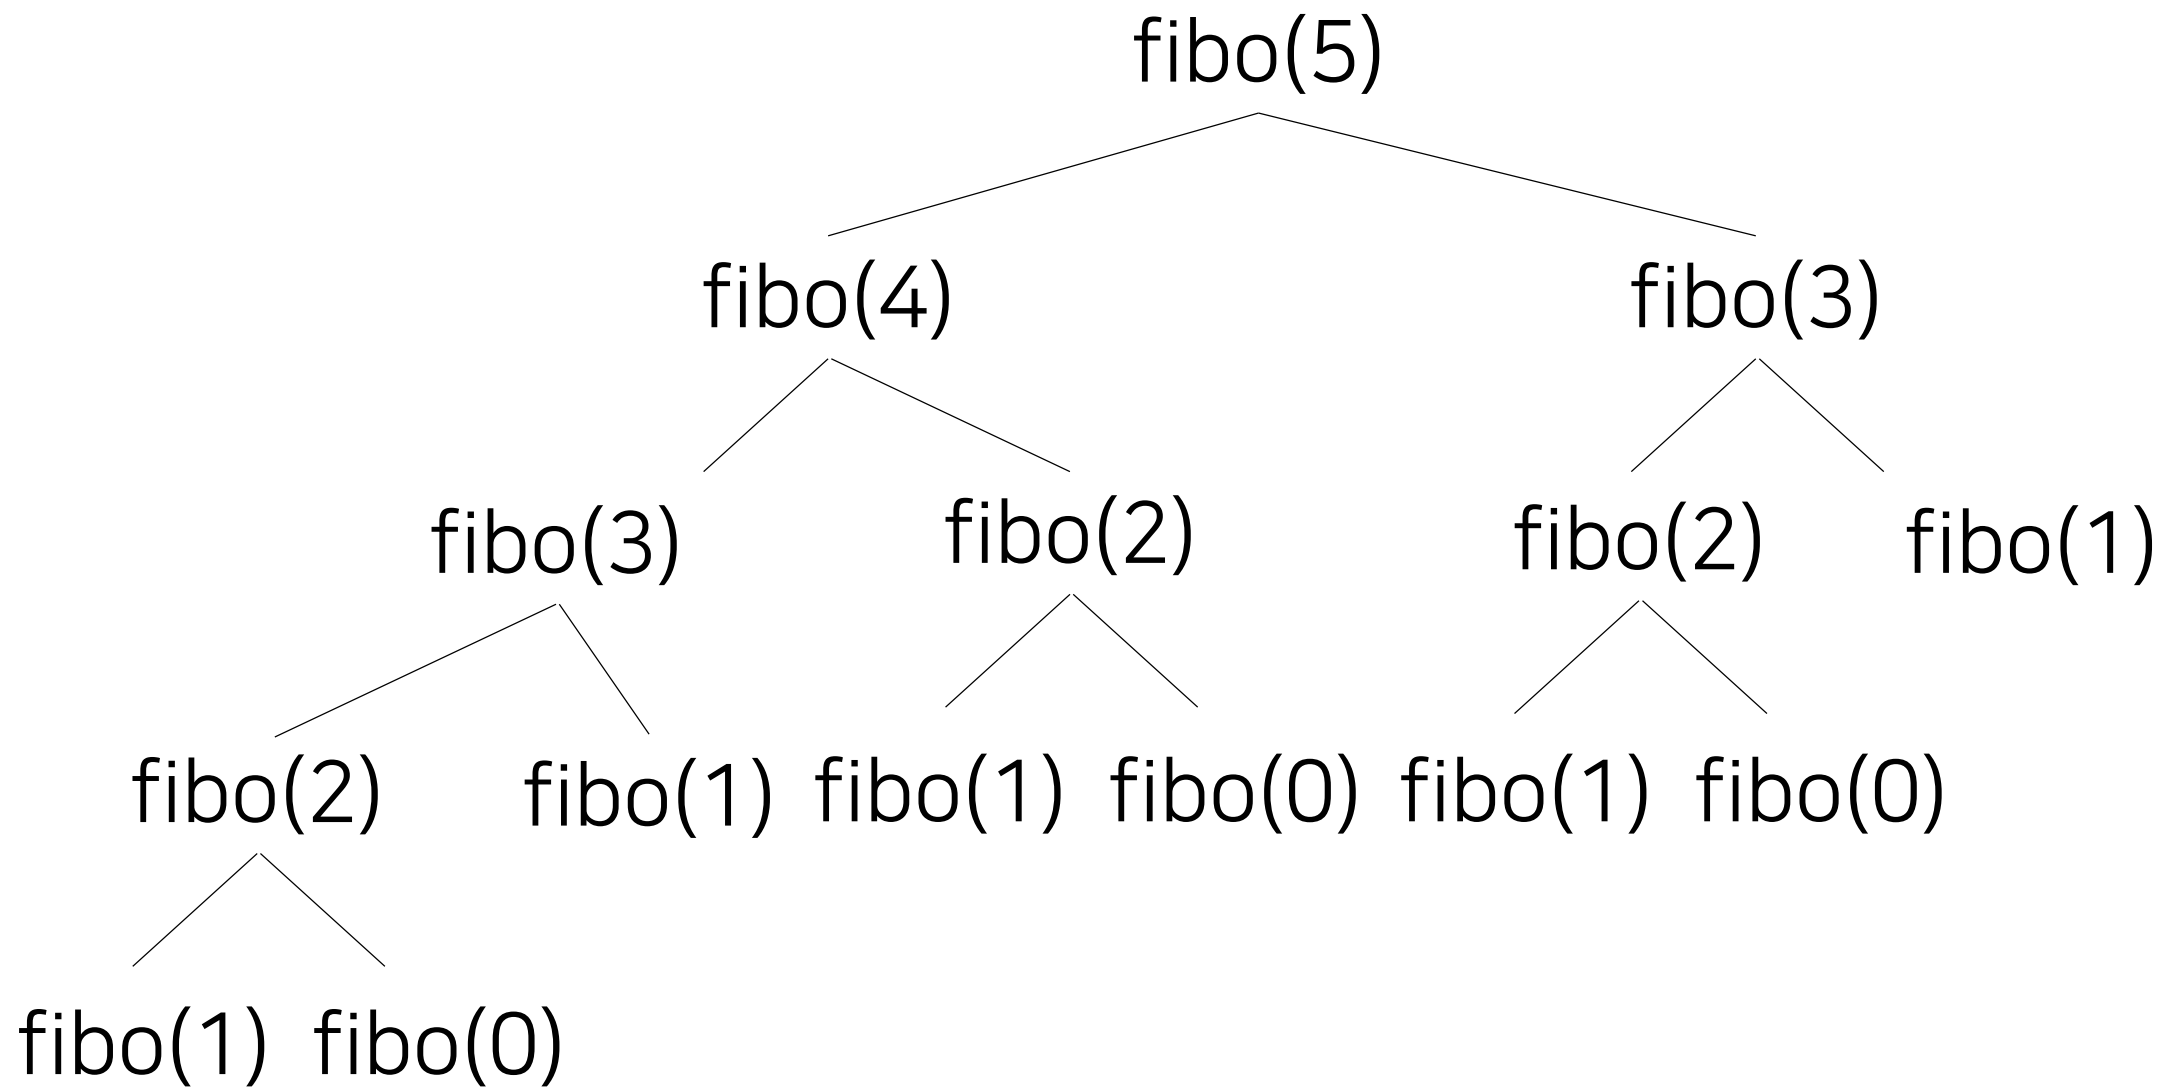 fibo(5)
fibo(4) fibo(3)
fibo(3) fibo(2) fibo(2) fibo(1)
fibo(2) fibo(1) fibo(1) fibo(0) fibo(1) fibo(0)
fibo(1) fibo(0)